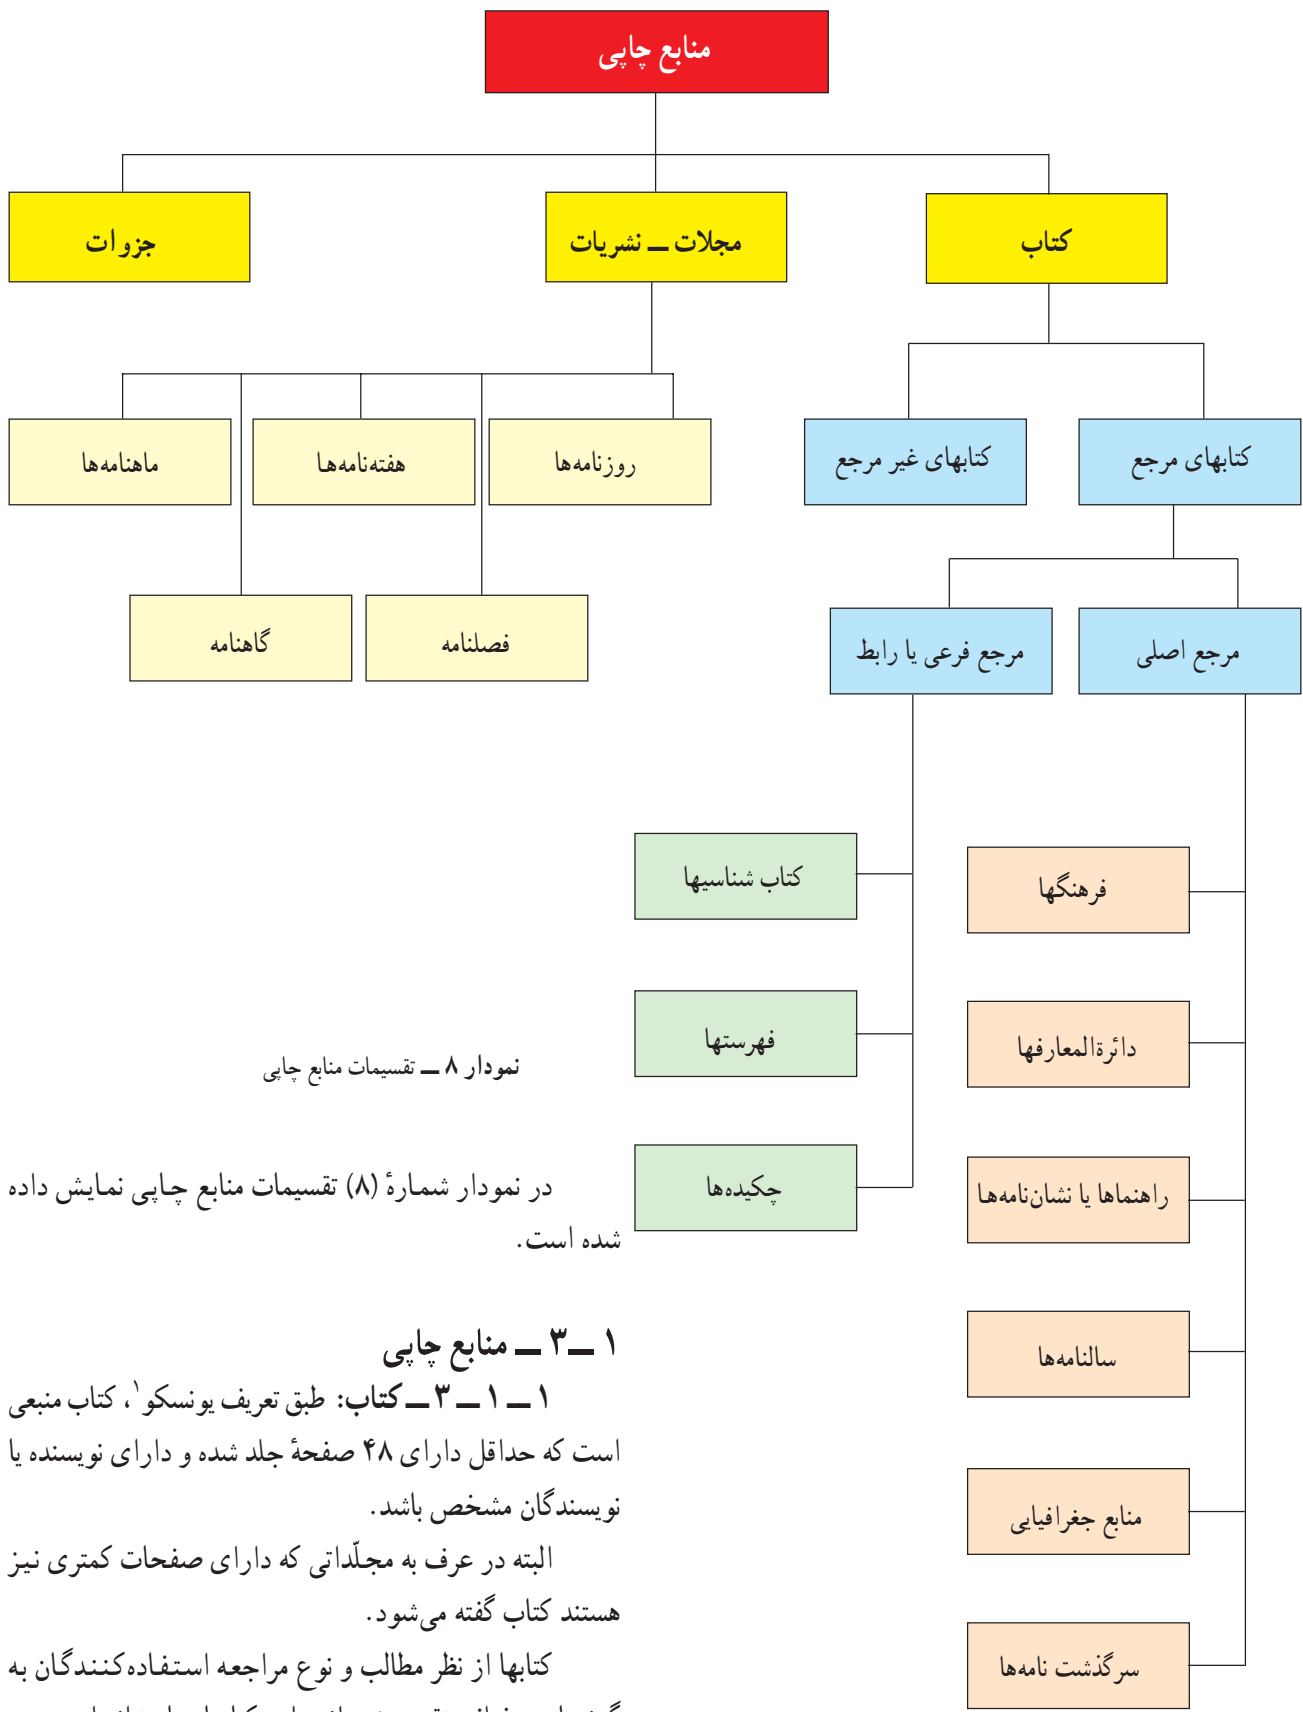 منابع چاپی
کتاب
مجلات ــ نشریات
جزوات
کتابهای مرجع
کتابهای غیر مرجع
روزنامه‌ها
هفته‌نامه‌ها
ماهنامه‌ها
فصلنامه
گاهنامه
مرجع اصلی
مرجع فرعی یا رابط
فرهنگها
دائرةالمعارفها
راهنماها یا نشان‌نامه‌ها
سالنامه‌ها
منابع جغرافیایی
سرگذشت نامه‌ها
کتاب شناسیها
فهرستها
چکیده‌ها
نمودار ۸ ــ تقسیمات منابع چاپی
در نمودار شمارهٔ (۸) تقسیمات منابع چاپی نمایش داده
شده است.
۱ ــ۳ ــ منابع چاپی
۱ ــ ۱ ــ ۳ ــ کتاب: طبق تعریف یونسکو۱، کتاب منبعی
است که حداقل دارای ۴۸ صفحهٔ جلد شده و دارای نویسنده یا
نویسندگان مشخص باشد.
البته در عرف به مجلّداتی که دارای صفحات کمتری نیز
هستند کتاب گفته می‌شود.
کتابها از نظر مطالب و نوع مراجعه استفاده‌کنندگان به